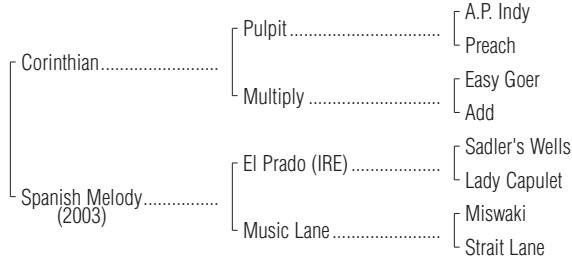 A.P. Indy
Pulpit
Preach
Corinthian
Easy Goer
Multiply
Add
Sadler's Wells
El Prado (IRE)
Lady Capulet
Spanish Melody
(2003)
Miswaki
Music Lane
Strait Lane